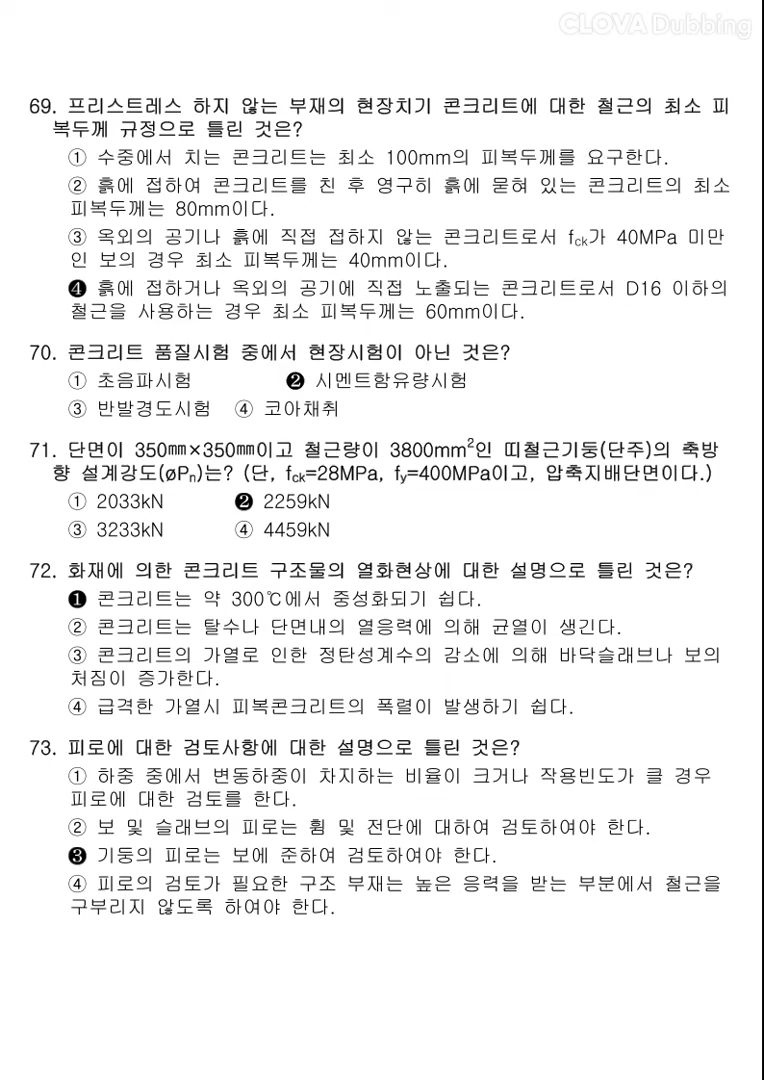 CLOVA Dubbing
69. 프리스트레스 하지 않는 부재의 현장치기 콘크리트에 대한 철근의 최소 피
복두께 규정으로 틀린 것은?
① 수중에서 치는 콘크리트는 최소 100mm의 피복두께를 요구한다.
② 흙에 접하여 콘크리트를 친 후 영구히 흙에 묻혀 있는 콘크리트의 최소
피복두께는 80mm이다.
③ 옥외의 공기나 흙에 직접 접하지 않는 콘크리트로서 fck가 40MPa 미만
인 보의 경우 최소 피복두께는 40mm이다.
❹ 흙에 접하거나 옥외의 공기에 직접 노출되는 콘크리트로서 D16 이하의
철근을 사용하는 경우 최소 피복두께는 60mm이다.
70. 콘크리트 품질시험 중에서 현장시험이 아닌 것은?
① 초음파시험 ❷ 시멘트함유량시험
③ 반발경도시험 ④ 코아채취
71. 단면이 350㎜×350㎜이고 철근량이 3800mm²인 띠철근기둥(단주)의 축방
향 설계강도(øPn)는? (단, fck=28MPa, fy=400MPa이고, 압축지배단면이다.)
① 2033kN ❷ 2259kN
③ 3233kN ④ 4459kN
72. 화재에 의한 콘크리트 구조물의 열화현상에 대한 설명으로 틀린 것은?
❶ 콘크리트는 약 300℃에서 중성화되기 쉽다.
② 콘크리트는 탈수나 단면내의 열응력에 의해 균열이 생긴다.
③ 콘크리트의 가열로 인한 정탄성계수의 감소에 의해 바닥슬래브나 보의
처짐이 증가한다.
④ 급격한 가열시 피복콘크리트의 폭렬이 발생하기 쉽다.
73. 피로에 대한 검토사항에 대한 설명으로 틀린 것은?
① 하중 중에서 변동하중이 차지하는 비율이 크거나 작용빈도가 클 경우
피로에 대한 검토를 한다.
② 보 및 슬래브의 피로는 휨 및 전단에 대하여 검토하여야 한다.
❸ 기둥의 피로는 보에 준하여 검토하여야 한다.
④ 피로의 검토가 필요한 구조 부재는 높은 응력을 받는 부분에서 철근을
구부리지 않도록 하여야 한다.